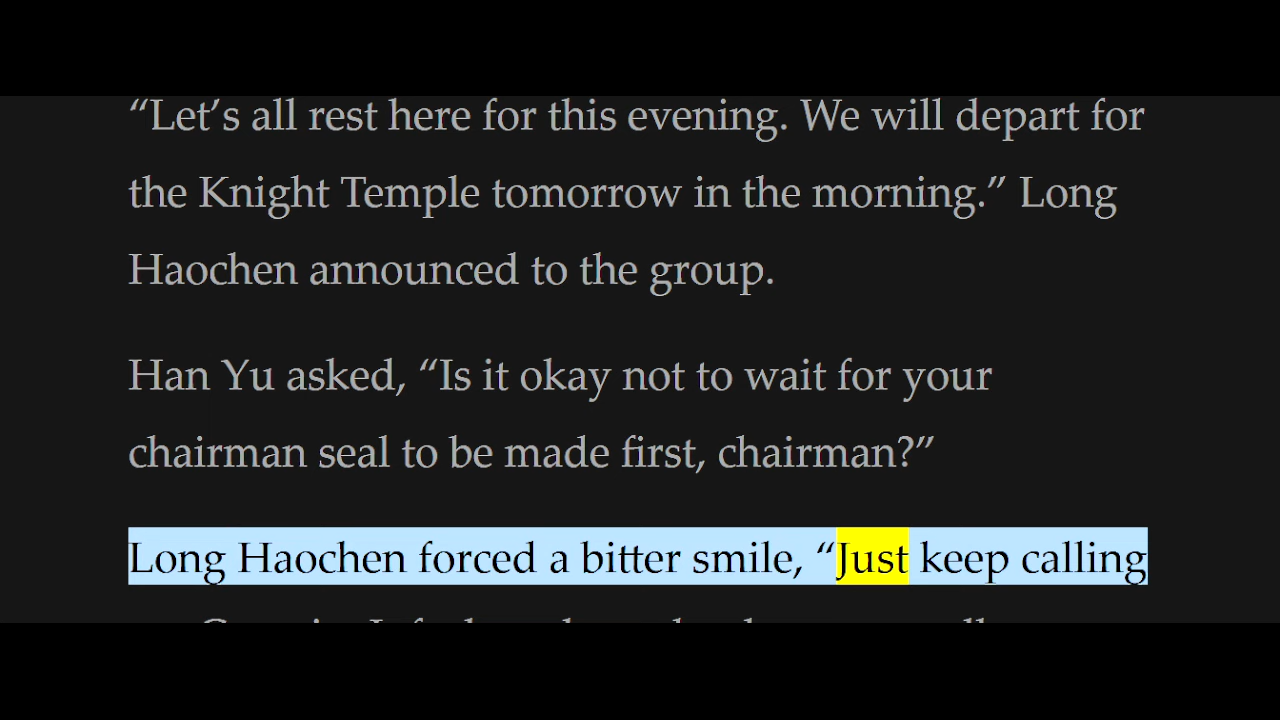 “Let’s all rest here for this evening. We will depart for
the Knight Temple tomorrow in the morning.” Long
Haochen announced to the group.
Han Yu asked, “Is it okay not to wait for your
chairman seal to be made first, chairman?”
Long Haochen forced a bitter smile, “Just keep calling